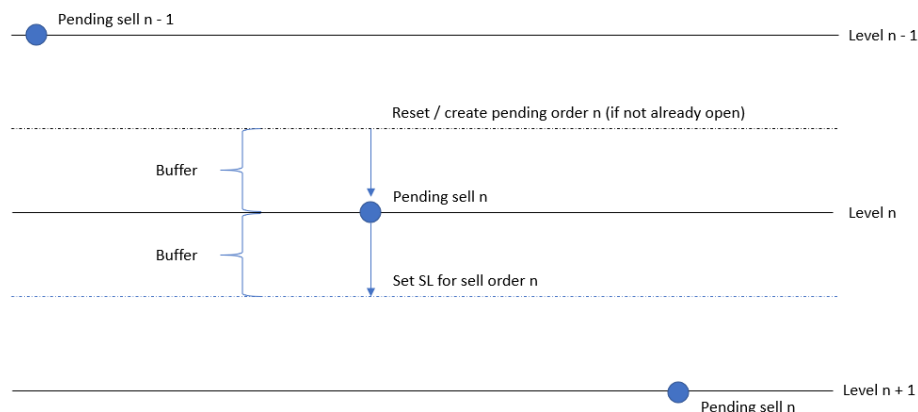 Pending sell n - 1
Level n - 1
Reset / create pending order n (if not already open)
Buffer
Pending sell n
Level n
Buffer
Set SL for sell order n
Level n + 1
Pending sell n